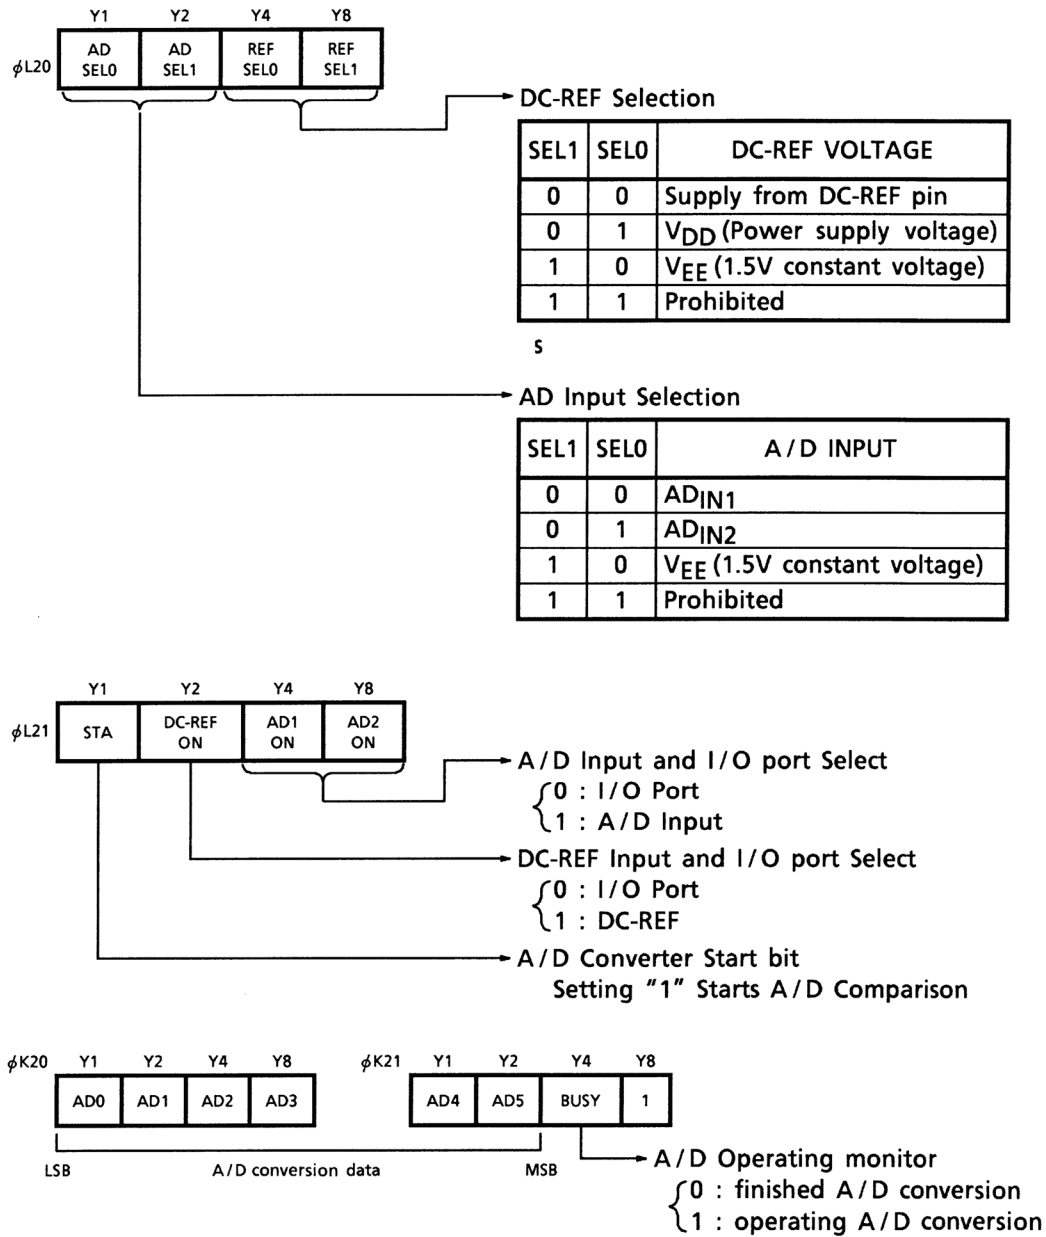 Y1 Y2 Y4 Y8
ϕL20 AD SEL0 AD SEL1 REF SEL0 REF SEL1
DC-REF Selection
SEL1 SEL0 DC-REF VOLTAGE
0 0 Supply from DC-REF pin
0 1 VDD (Power supply voltage)
1 0 VEE (1.5V constant voltage)
1 1 Prohibited
s
AD Input Selection
SEL1 SEL0 A/D INPUT
0 0 ADIN1
0 1 ADIN2
1 0 VEE (1.5V constant voltage)
1 1 Prohibited
Y1 Y2 Y4 Y8
ϕL21 STA DC-REF ON AD1 ON AD2 ON
A/D Input and I/O port Select
0 : I/O Port
1 : A/D Input
DC-REF Input and I/O port Select
0 : I/O Port
1 : DC-REF
A/D Converter Start bit
Setting "1" Starts A/D Comparison
ϕK20 Y1 Y2 Y4 Y8 ϕK21 Y1 Y2 Y4 Y8
AD0 AD1 AD2 AD3 AD4 AD5 BUSY 1
LSB A/D conversion data MSB
A/D Operating monitor
0 : finished A/D conversion
1 : operating A/D conversion